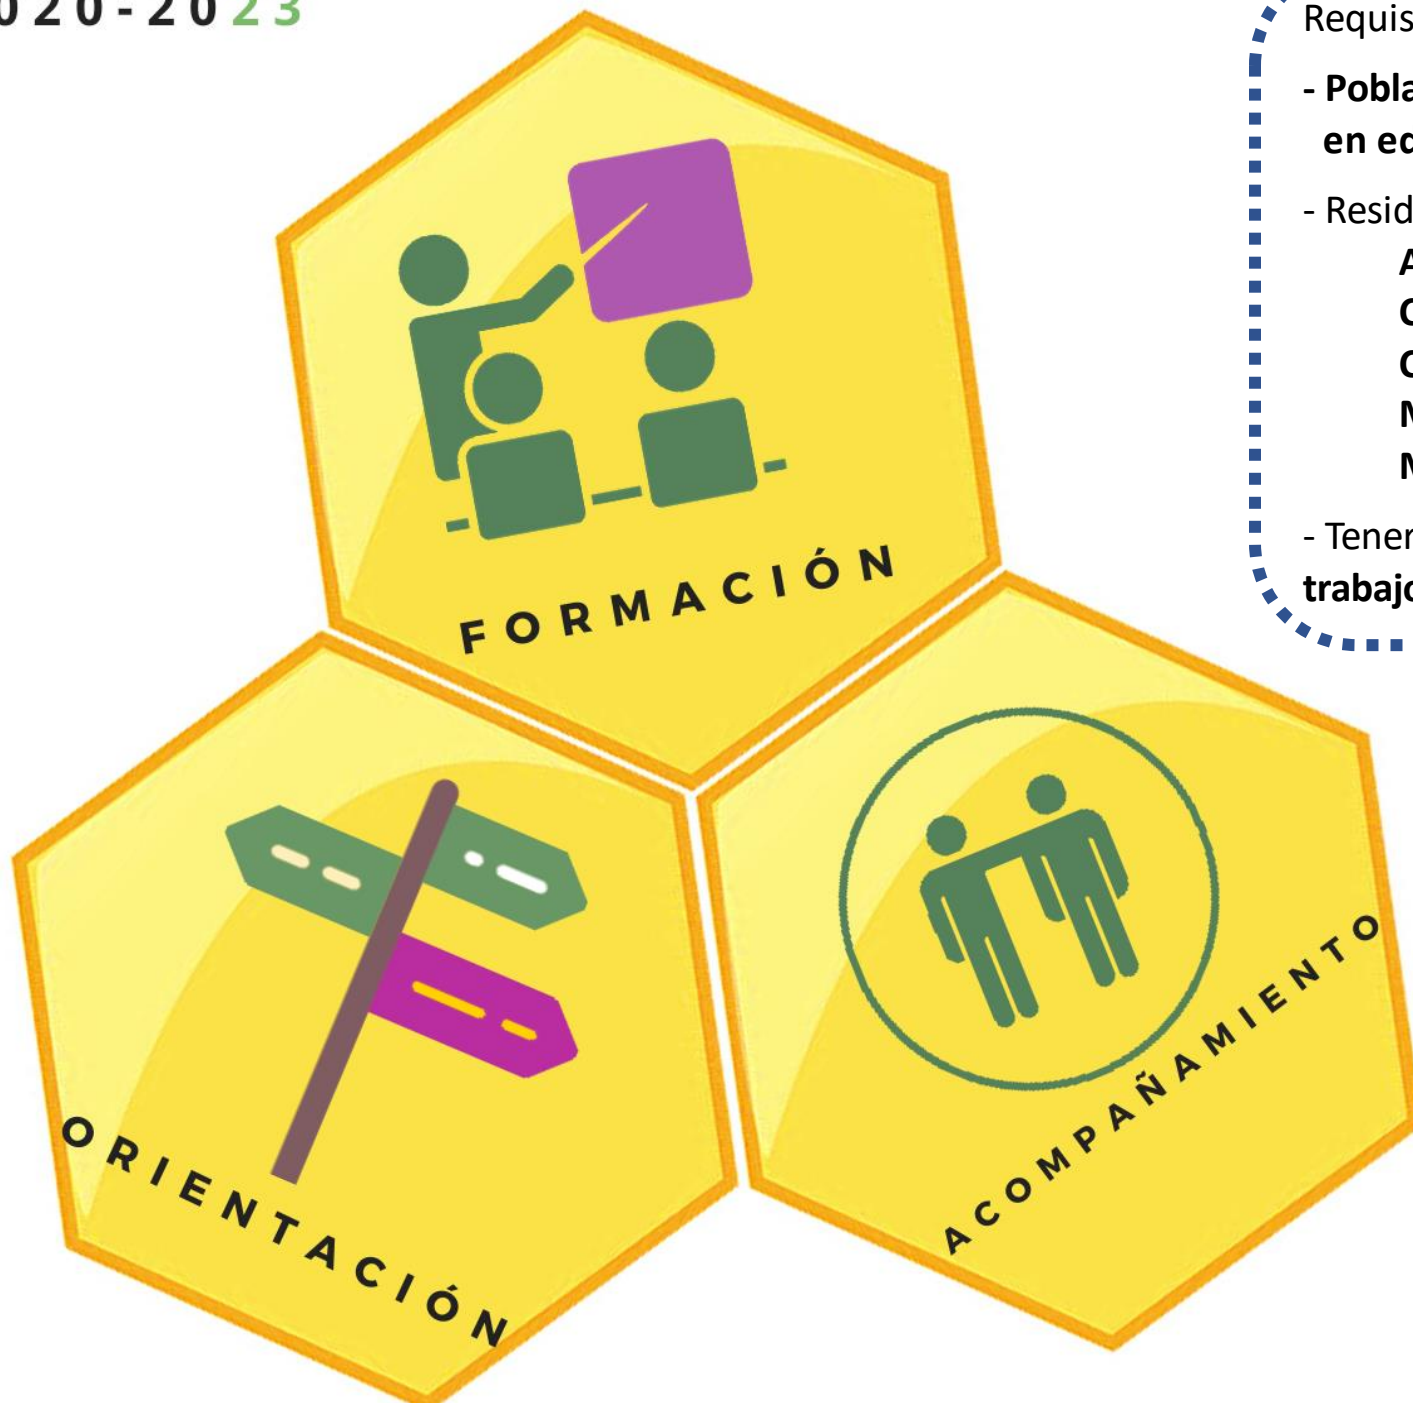 020-2023
Requis
- Pobla
en ed
- Resid
A
C
C
M
M
- Tener
trabajo
FORMACIÓN
ORIENTACIÓN
ACOMPAÑAMIENTO